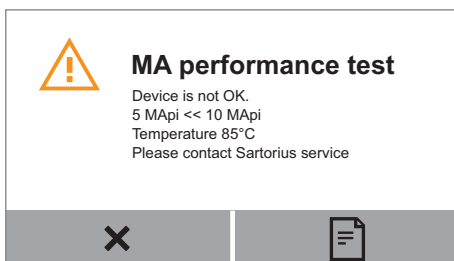 MA performance test
Device is not OK.
5 MApi << 10 MApi
Temperature 85°C
Please contact Sartorius service